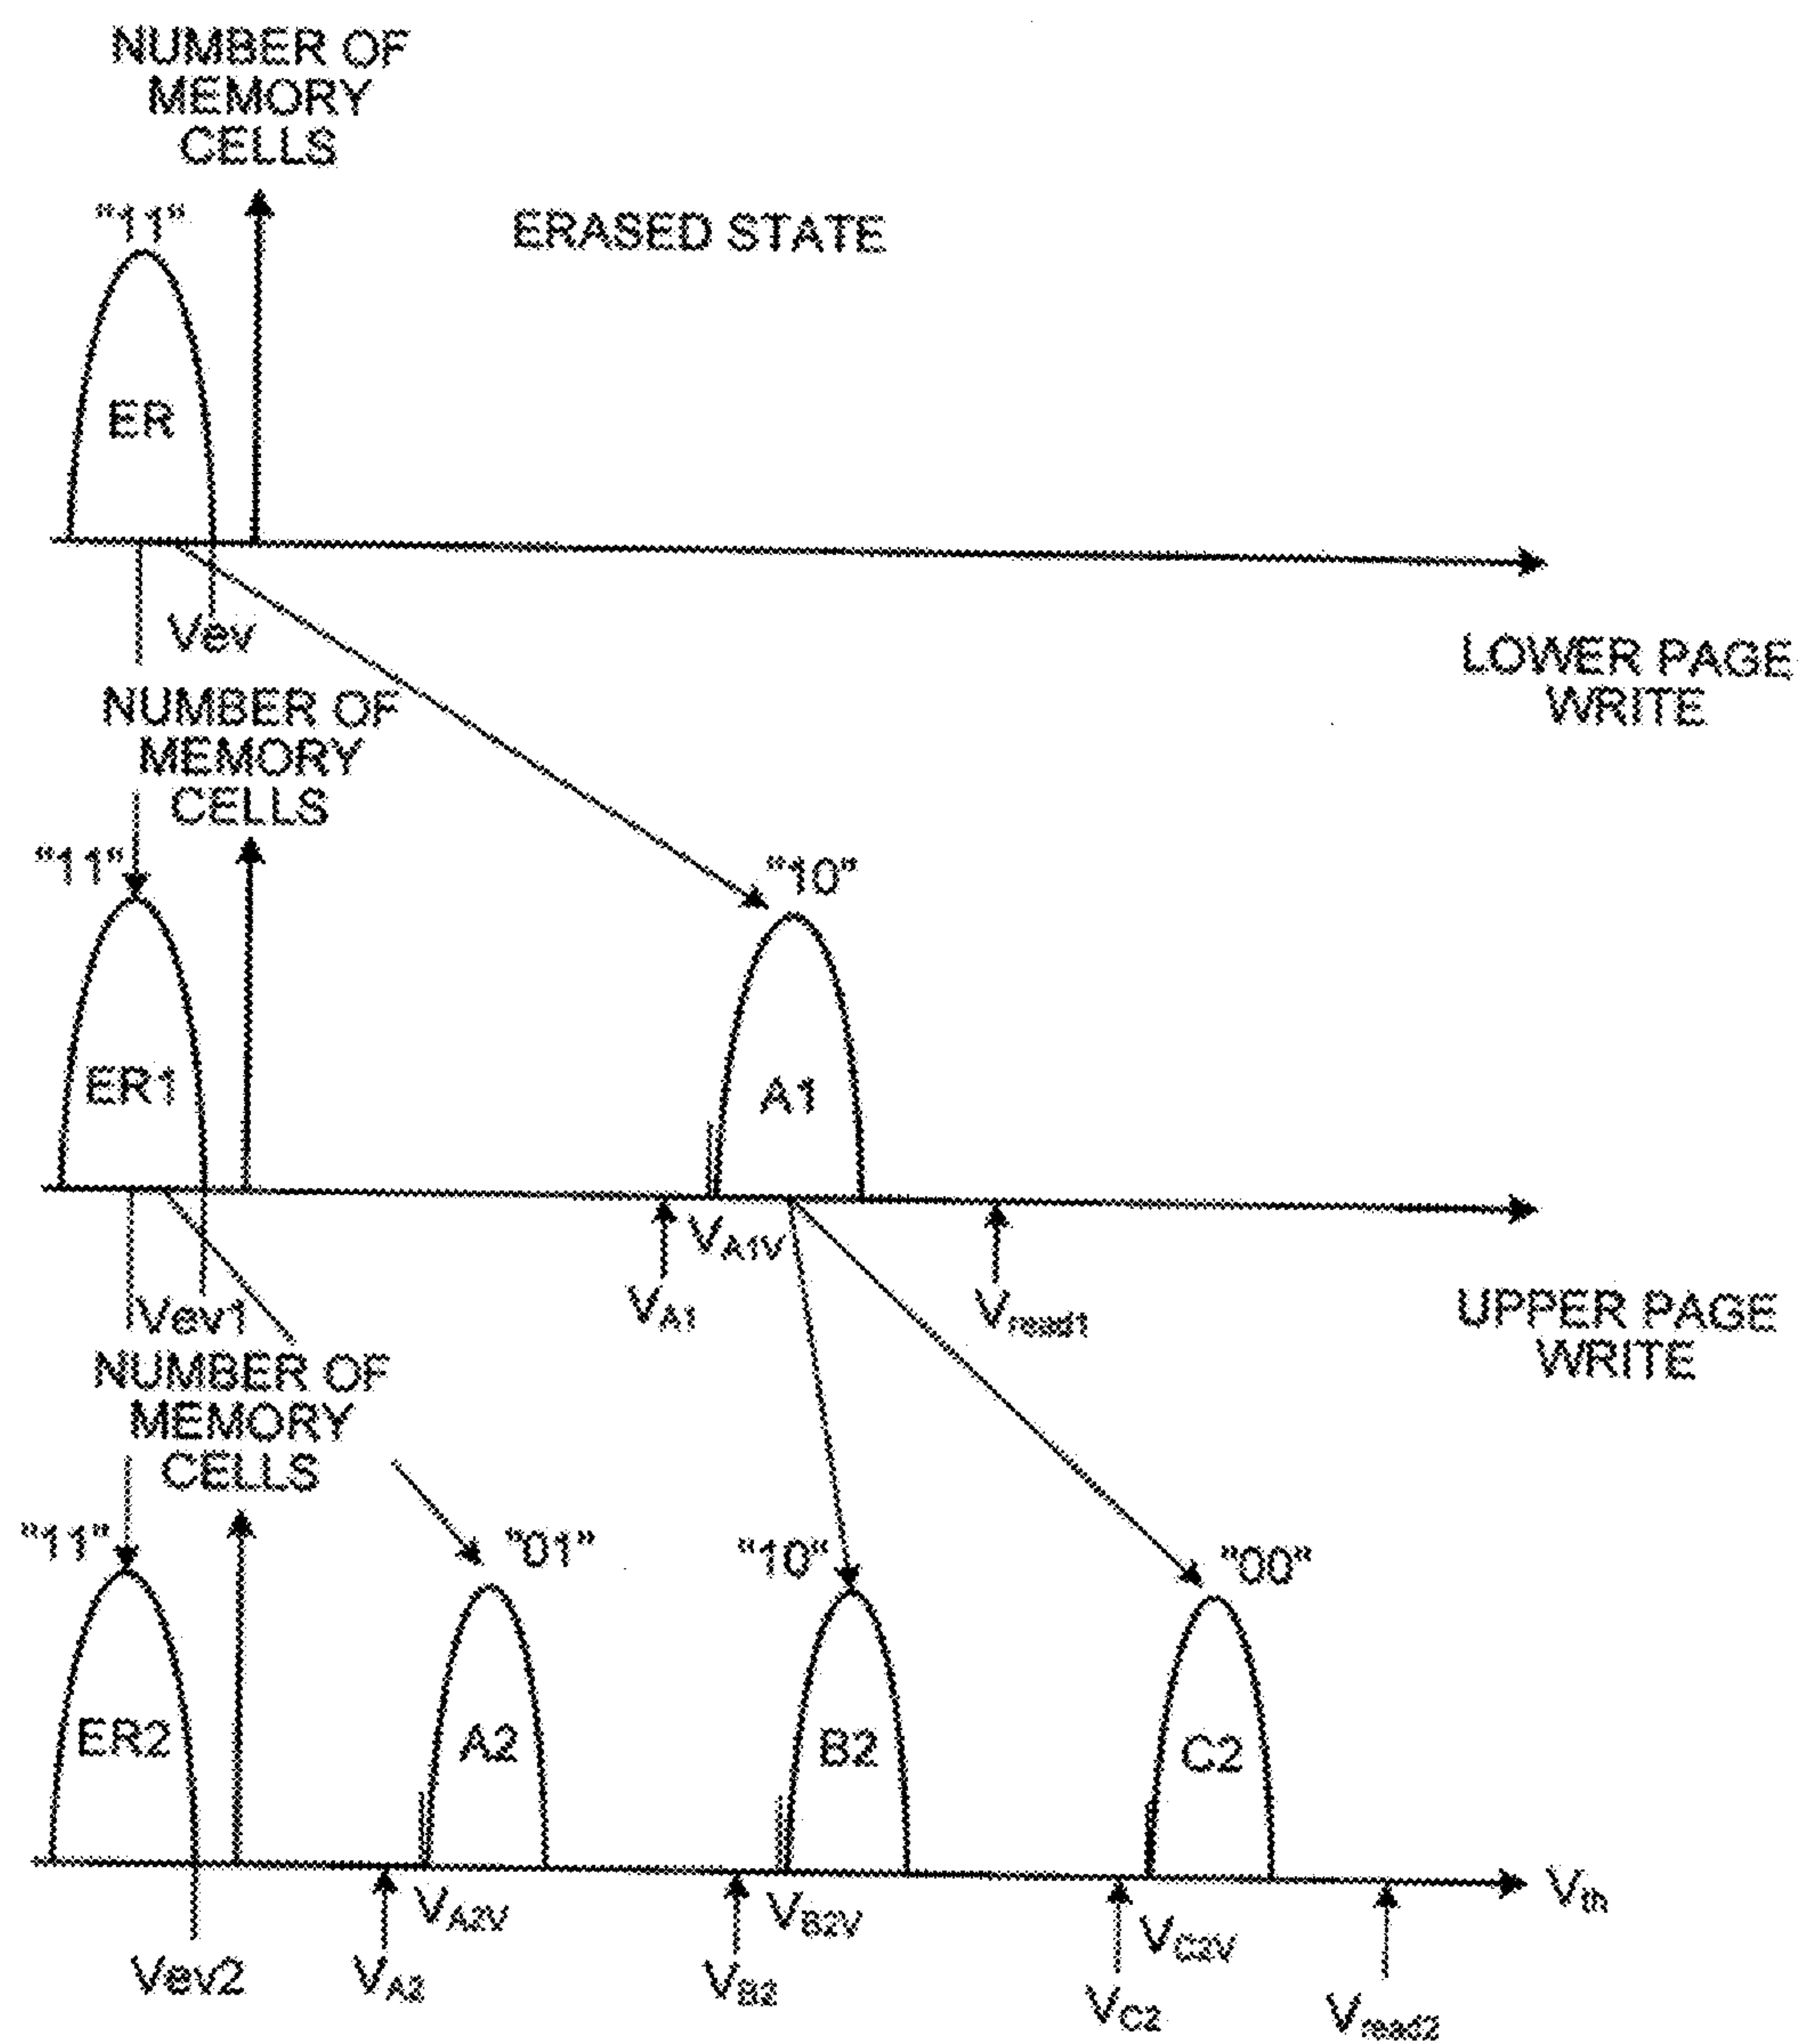 NUMBER OF
MEMORY
CELLS
"11"
ERASED STATE
ER
Vev
LOWER PAGE
WRITE
NUMBER OF
MEMORY
CELLS
"11"
"10"
ER1
A1
VA1V
VA1
Vread1
Vev1
UPPER PAGE
WRITE
NUMBER OF
MEMORY
CELLS
"11"
"01"
"10"
"00"
ER2
A2
B2
C2
Vth
VA2V
VB2V
VC2V
Vev2
VA2
VB2
VC2
Vread2